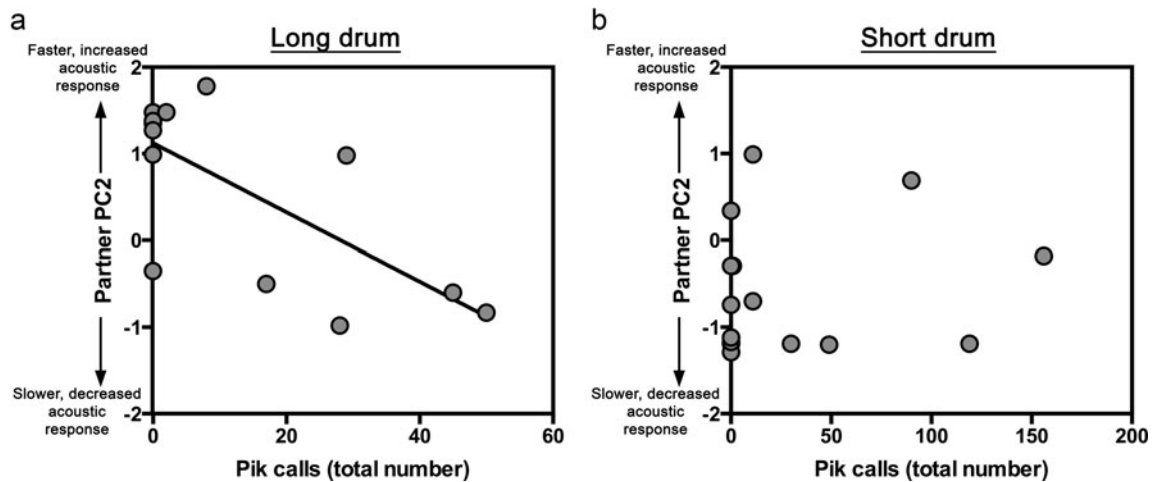 a
Long drum
Faster, increased
acoustic
response
Partner PC2
Slower, decreased
acoustic
response
2
1
0
-1
-2
0
20
40
60
Pik calls (total number)
b
Short drum
Faster, increased
acoustic
response
Partner PC2
Slower, decreased
acoustic
response
2
1
0
-1
-2
0
50
100
150
200
Pik calls (total number)